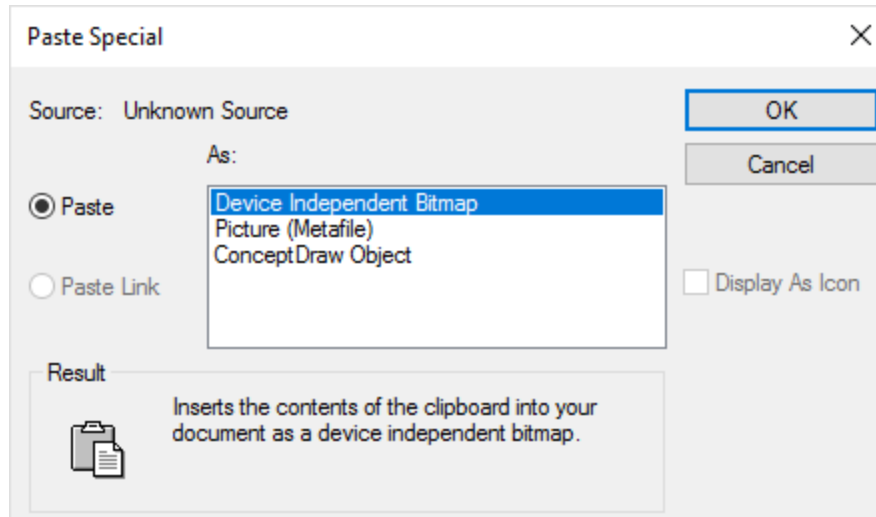 Paste Special
Source: Unknown Source
OK
As:
Cancel
Paste
Device Independent Bitmap
Picture (Metafile)
ConceptDraw Object
Paste Link
Display As Icon
Result
Inserts the contents of the clipboard into your
document as a device independent bitmap.